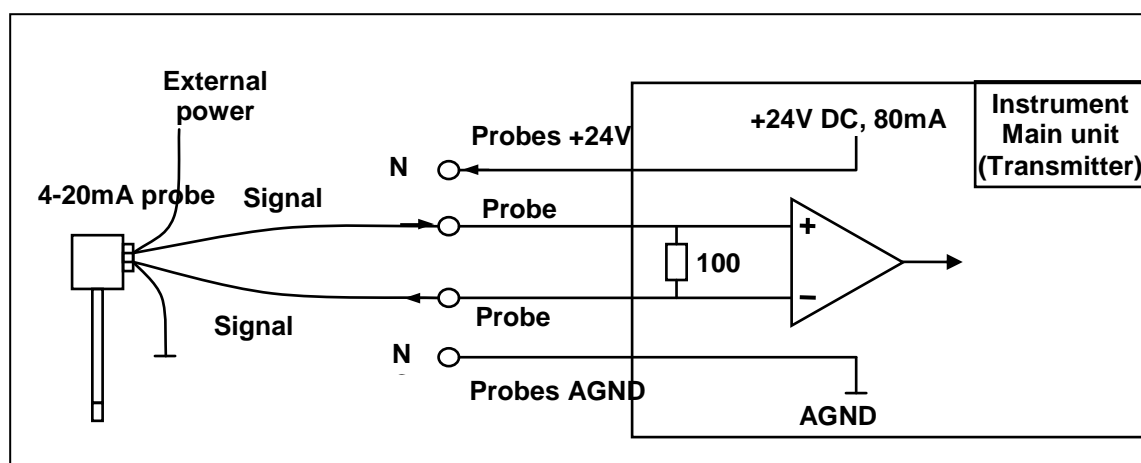 External
power
4-20mA probe
Signal
Signal
Probes +24V
N
Probe
Probe
N
Probes AGND
+24V DC, 80mA
Instrument
Main unit
(Transmitter)
+
100
−
AGND